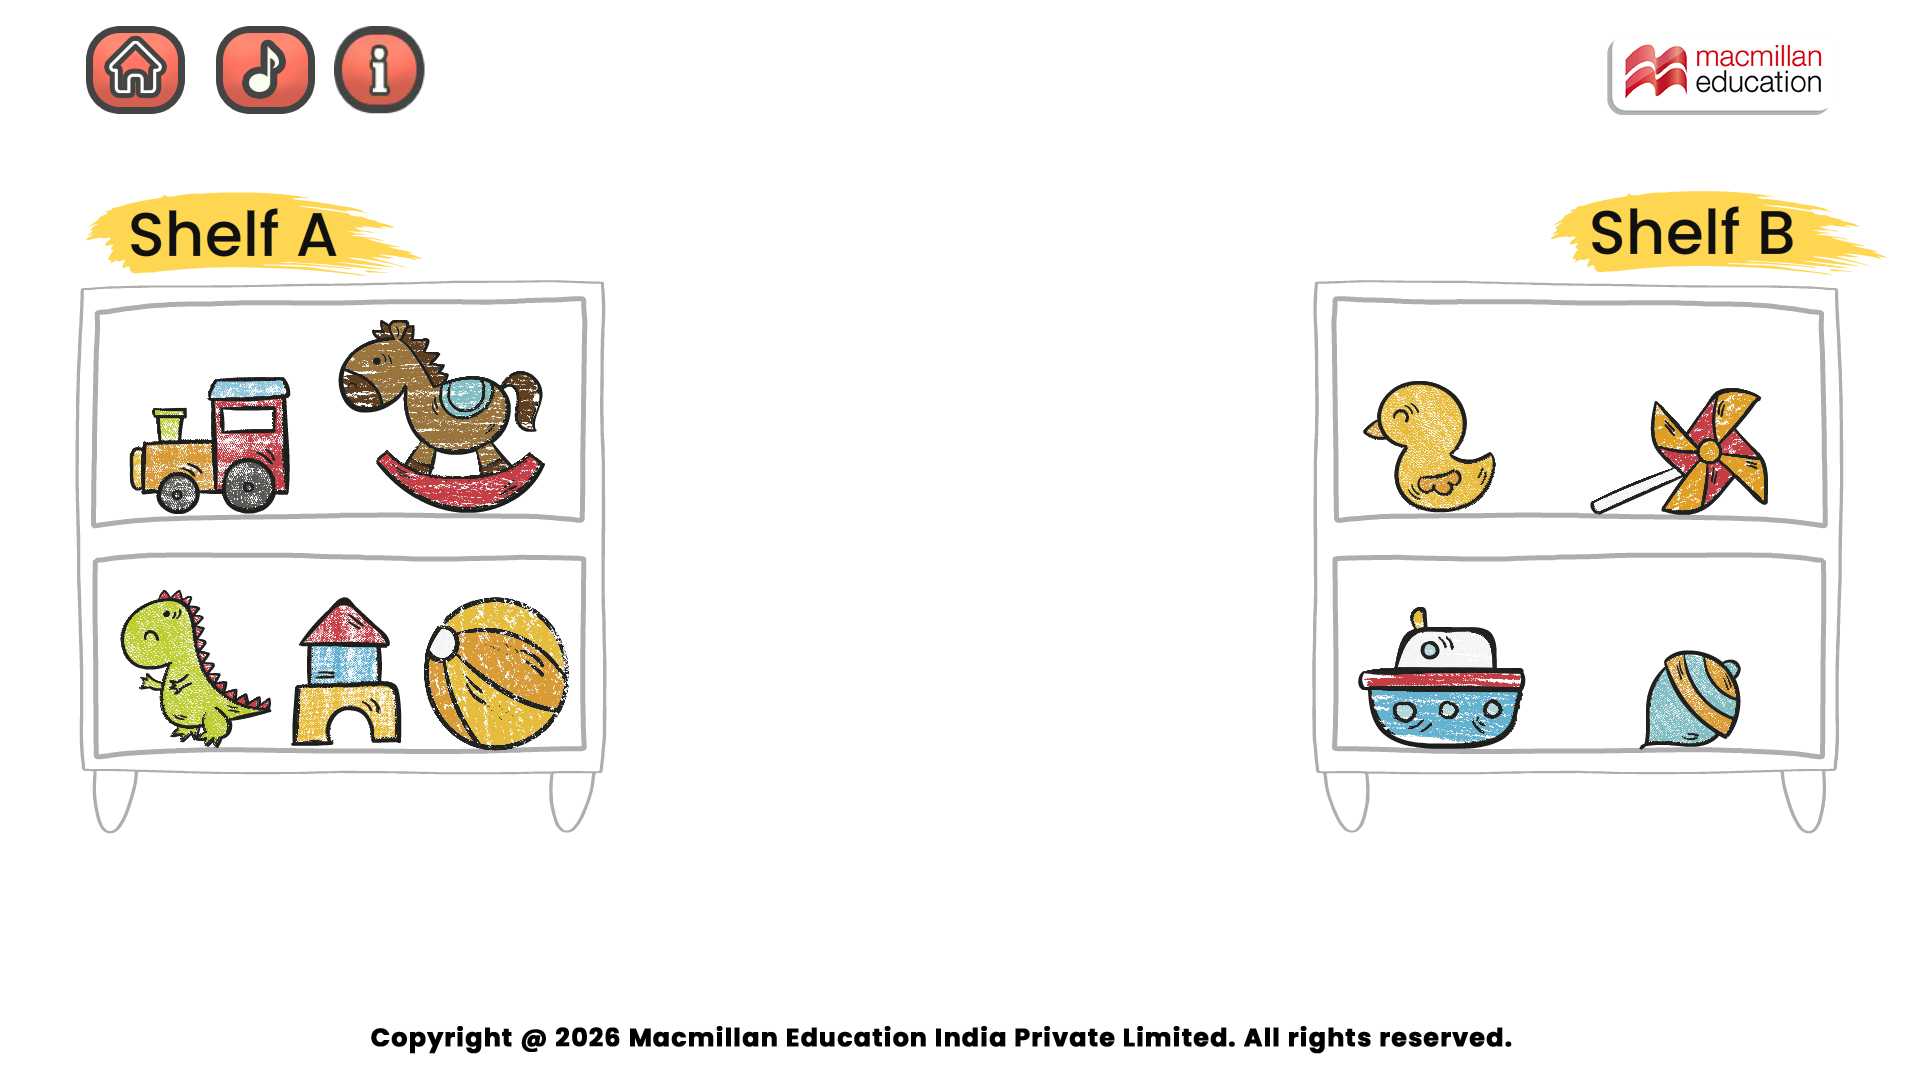 macmillan
education
Shelf A
Shelf B
Copyright @ 2026 Macmillan Education India Private Limited. All rights reserved.